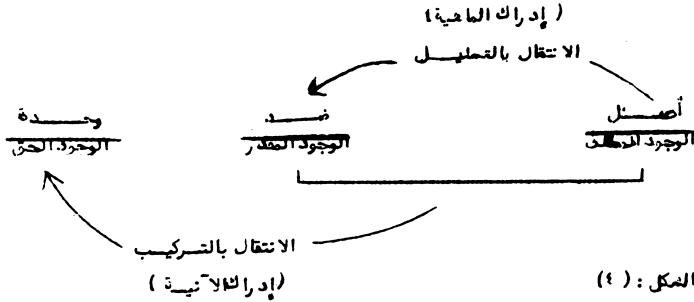 (إدراك الماهية)
الانتقال بالتحليل
أصل ضد وحدة
الوجود المطلق الوجود المقدر الوجود الحق
الانتقال بالتركيب
(إدراك الآنية)
الشكل : (٤)